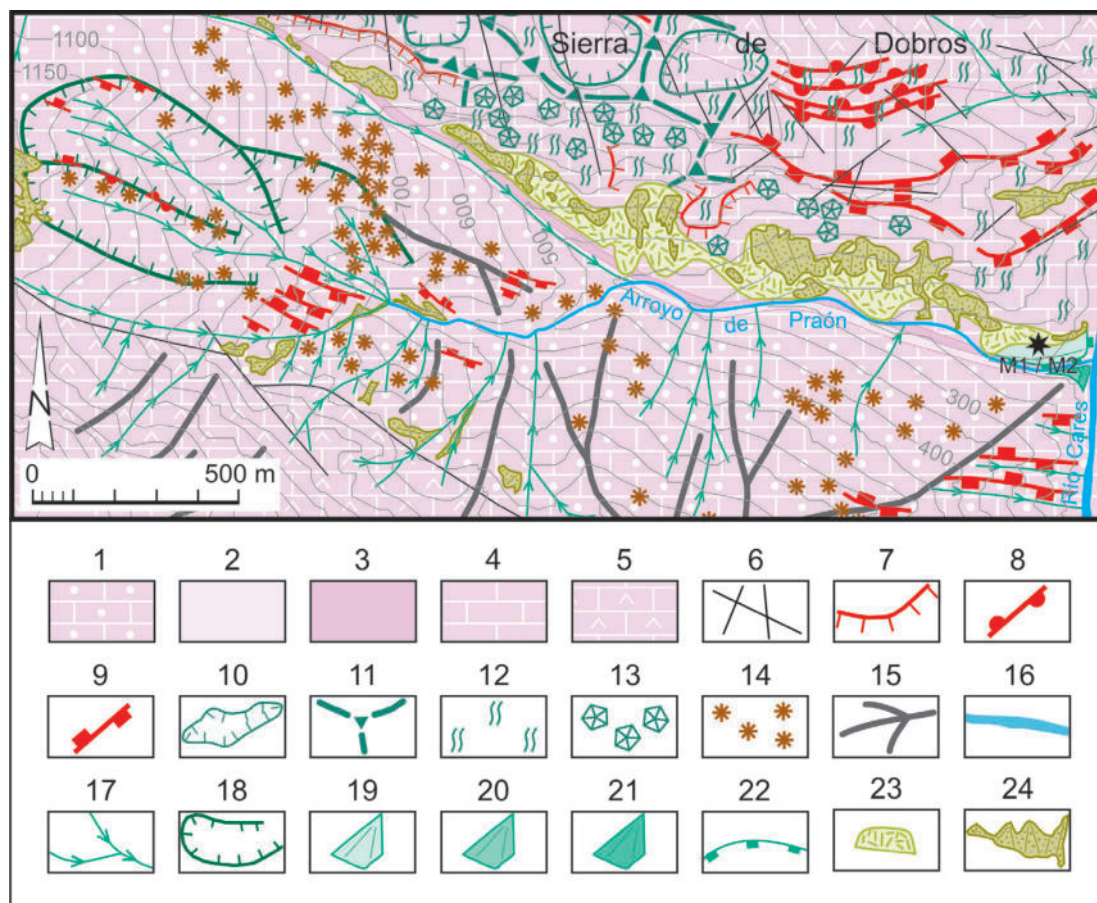 1100
Sierra de Dobros
1150
700
600
500
Arroyo de Praón
M1 / M2
N
300
400
0 500 m
Río Cares
1 2 3 4 5 6 7 8
9 10 11 12 13 14 15 16
17 18 19 20 21 22 23 24